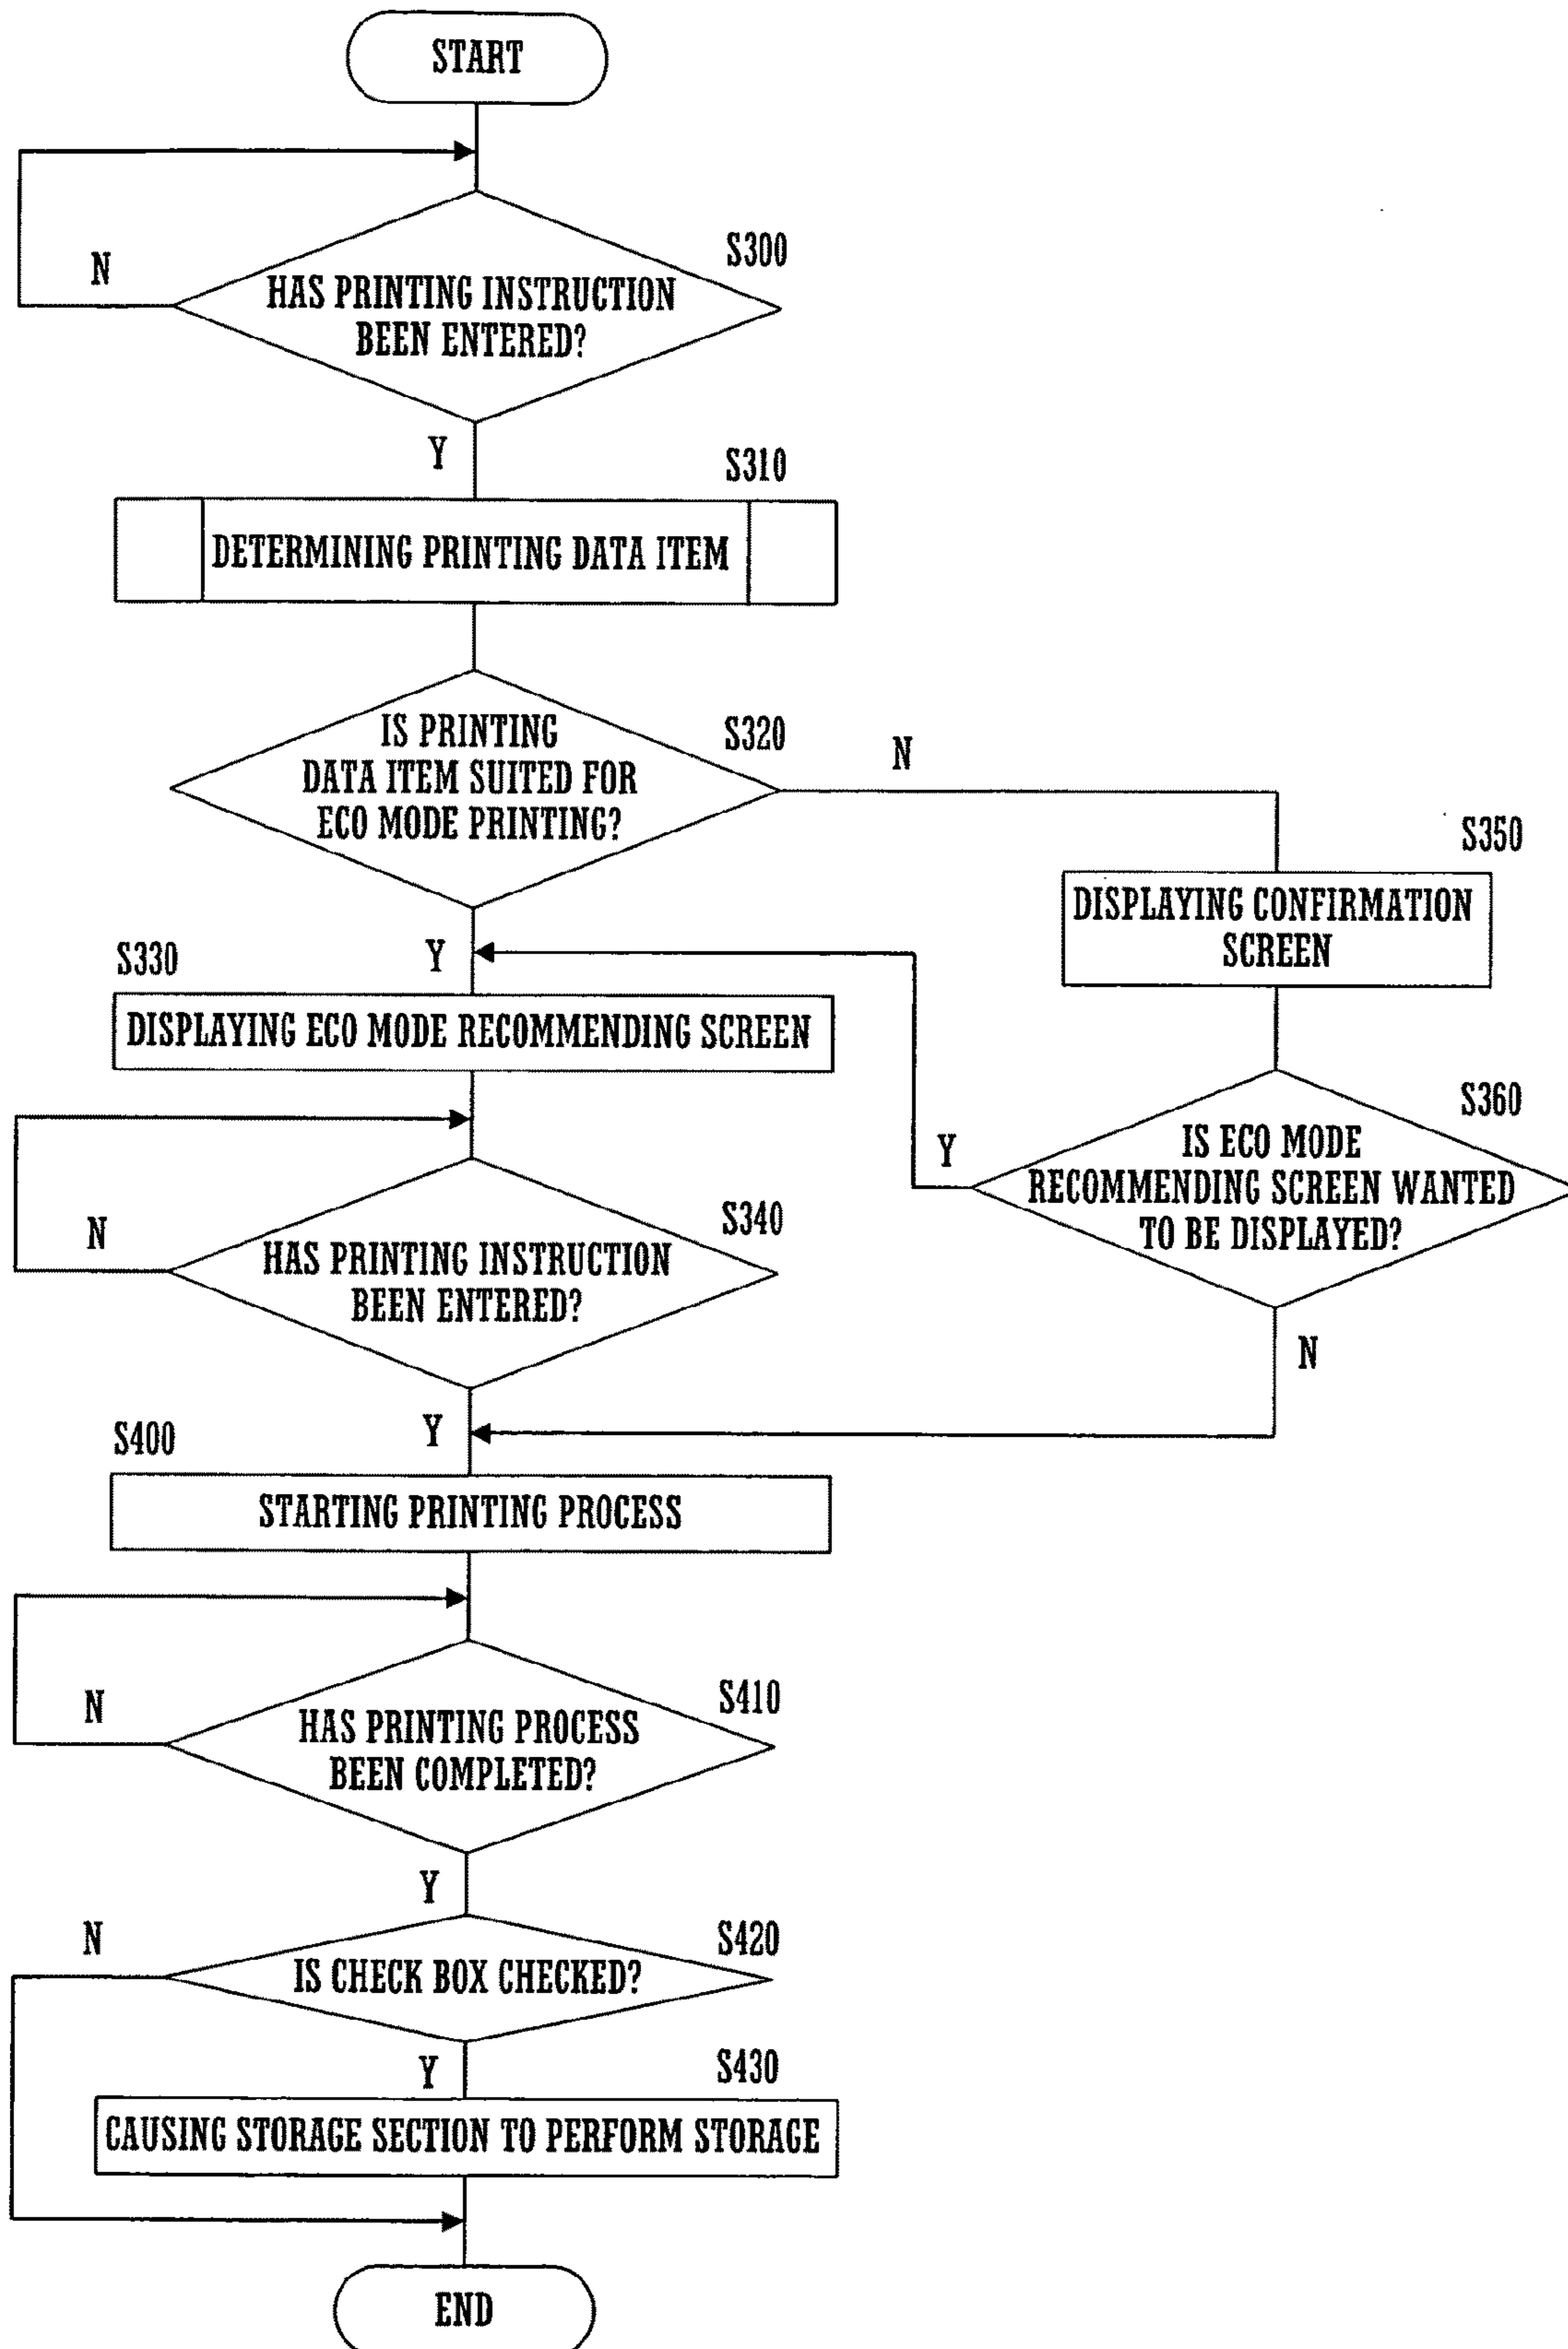 START
N
S300
HAS PRINTING INSTRUCTION
BEEN ENTERED?
Y
S310
DETERMINING PRINTING DATA ITEM
IS PRINTING
DATA ITEM SUITED FOR
ECO MODE PRINTING?
S320
N
S350
DISPLAYING CONFIRMATION
SCREEN
Y
S330
DISPLAYING ECO MODE RECOMMENDING SCREEN
S360
IS ECO MODE
RECOMMENDING SCREEN WANTED
TO BE DISPLAYED?
Y
N
N
S340
HAS PRINTING INSTRUCTION
BEEN ENTERED?
Y
S400
STARTING PRINTING PROCESS
N
S410
HAS PRINTING PROCESS
BEEN COMPLETED?
Y
N
S420
IS CHECK BOX CHECKED?
Y
S430
CAUSING STORAGE SECTION TO PERFORM STORAGE
END